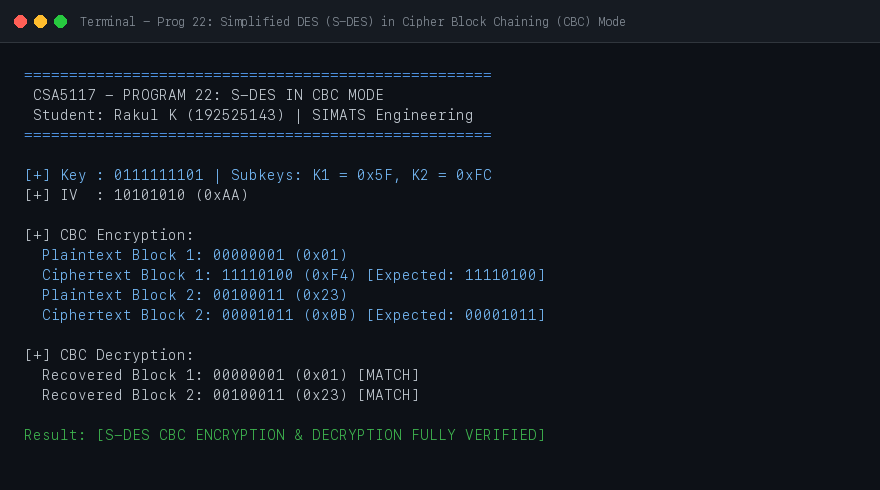 Terminal — Prog 22: Simplified DES (S-DES) in Cipher Block Chaining (CBC) Mode
====================================================
CSA5117 - PROGRAM 22: S-DES IN CBC MODE
Student: Rakul K (192525143) | SIMATS Engineering
====================================================
[+] Key : 0111111101 | Subkeys: K1 = 0x5F, K2 = 0xFC
[+] IV  : 10101010 (0xAA)
[+] CBC Encryption:
Plaintext Block 1: 00000001 (0x01)
Ciphertext Block 1: 11110100 (0xF4) [Expected: 11110100]
Plaintext Block 2: 00100011 (0x23)
Ciphertext Block 2: 00001011 (0x0B) [Expected: 00001011]
[+] CBC Decryption:
Recovered Block 1: 00000001 (0x01) [MATCH]
Recovered Block 2: 00100011 (0x23) [MATCH]
Result: [S-DES CBC ENCRYPTION & DECRYPTION FULLY VERIFIED]